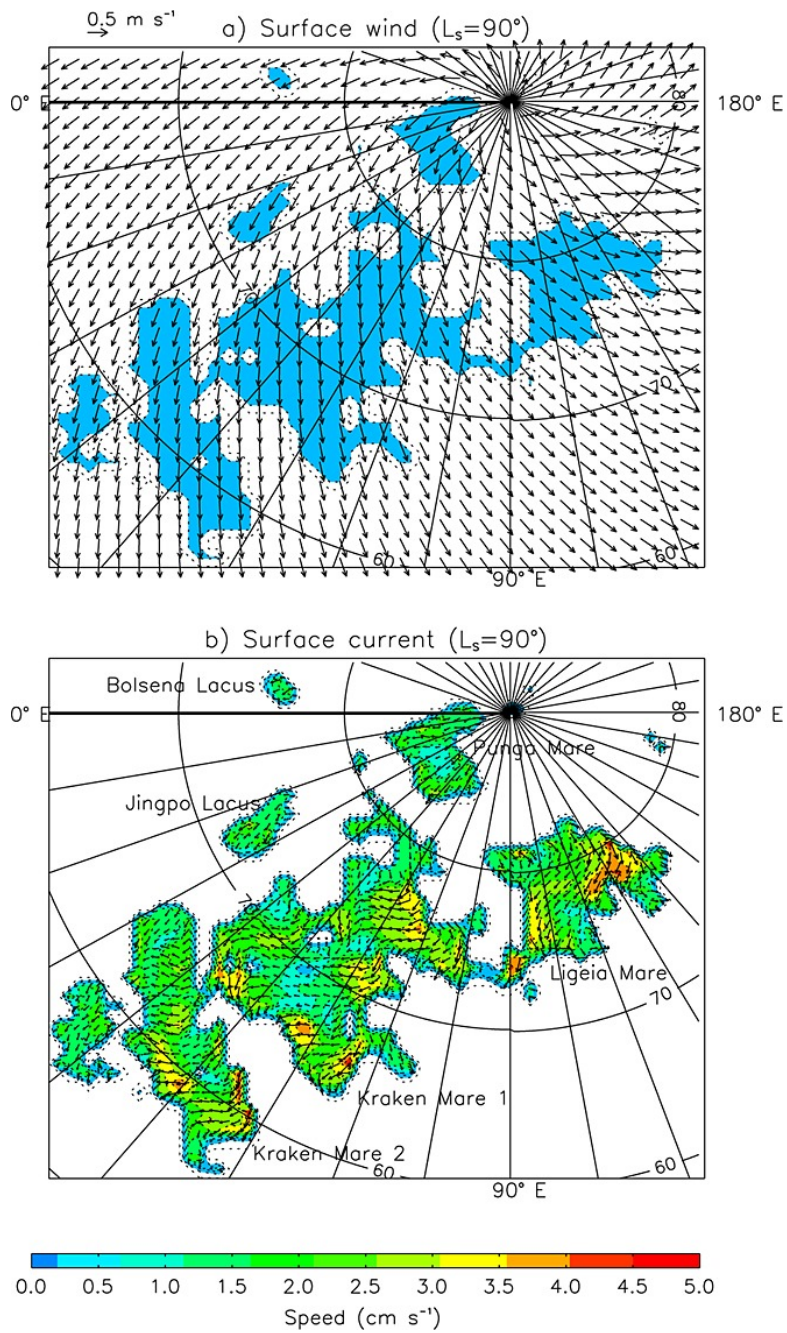 0.5 m s⁻¹
a) Surface wind (Lₛ=90°)
0° E
80
180° E
70
70
60
60
90° E
b) Surface current (Lₛ=90°)
Bolsena Lacus
0° E
80
180° E
Punga Mare
Jingpo Lacus
70
Ligeia Mare
70
Kraken Mare 1
Kraken Mare 2
60
60
90° E
0.0 0.5 1.0 1.5 2.0 2.5 3.0 3.5 4.0 4.5 5.0
Speed (cm s⁻¹)